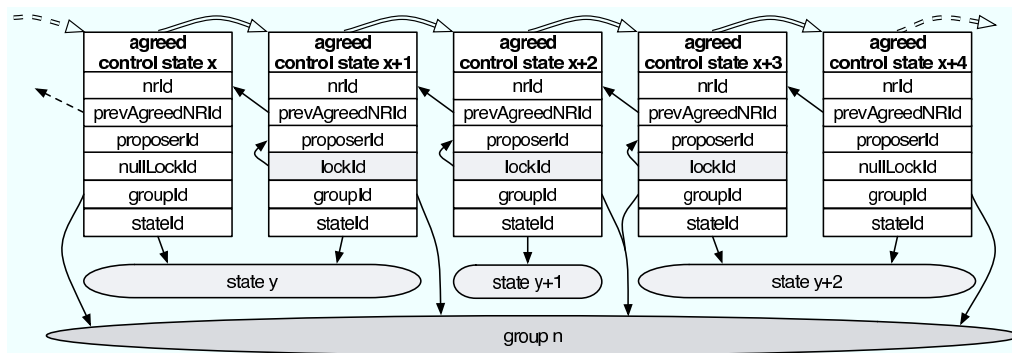 agreed
control state x
nrId
prevAgreedNRId
proposerId
nullLockId
groupId
stateId
agreed
control state x+1
nrId
prevAgreedNRId
proposerId
lockId
groupId
stateId
agreed
control state x+2
nrId
prevAgreedNRId
proposerId
lockId
groupId
stateId
agreed
control state x+3
nrId
prevAgreedNRId
proposerId
lockId
groupId
stateId
agreed
control state x+4
nrId
prevAgreedNRId
proposerId
nullLockId
groupId
stateId
state y
state y+1
state y+2
group n